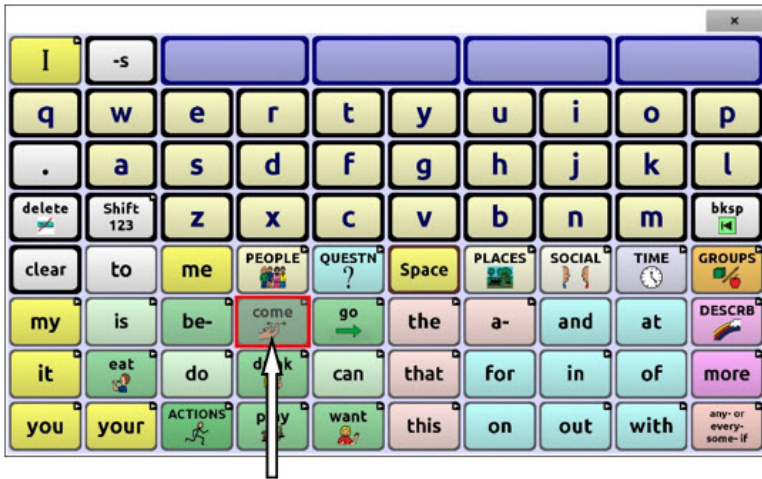 ×
I -s
q w e r t y u i o p
. a s d f g h j k l
delete Shift 123 z x c v b n m bksp
clear to me PEOPLE QUESTN ? Space PLACES SOCIAL TIME GROUPS
my is be- come go the a- and at DESCRB
it eat do can that for in of more
you your ACTIONS want this on out with any- or every- some- if